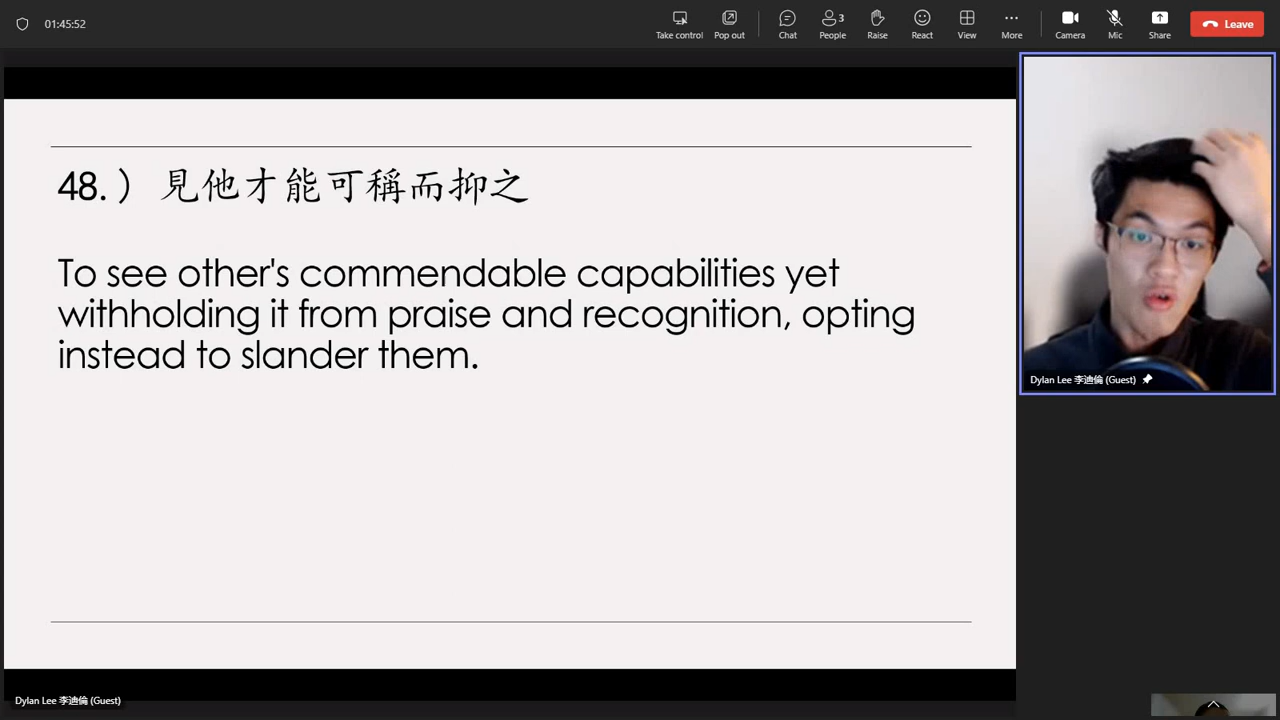 01:45:52
Take control
Pop out
Chat
People 3
Raise
React
View
More
Camera
Mic
Share
Leave
48.） 見他才能可稱而抑之
To see other's commendable capabilities yet
withholding it from praise and recognition, opting
instead to slander them.
Dylan Lee 李迪倫 (Guest)
Dylan Lee 李迪倫 (Guest)